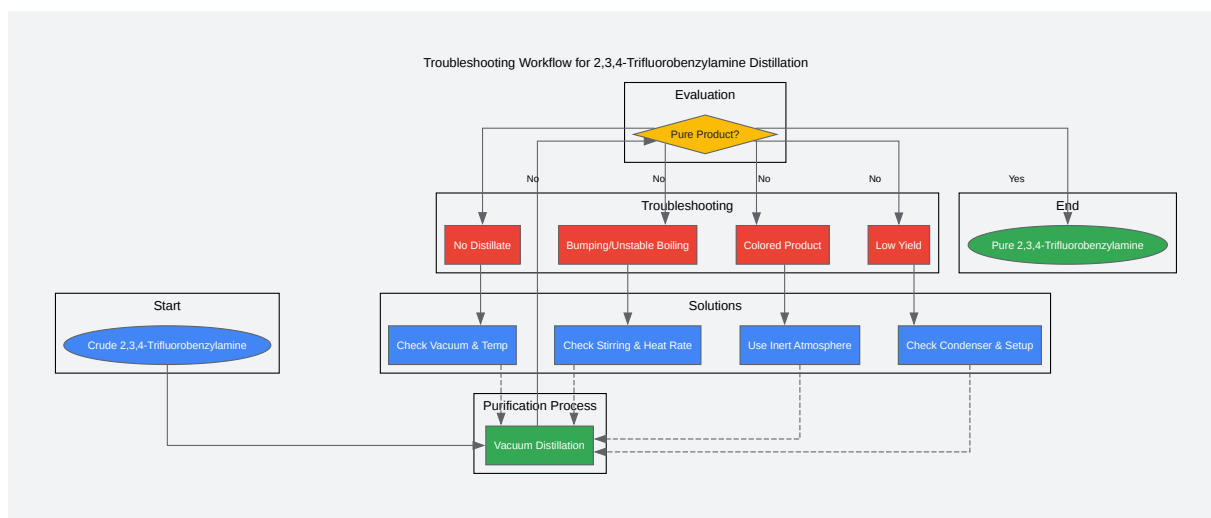 Troubleshooting Workflow for 2,3,4-Trifluorobenzylamine Distillation
Evaluation
Pure Product?
No
No
No
No
Yes
Troubleshooting
End
No Distillate
Bumping/Unstable Boiling
Colored Product
Low Yield
Pure 2,3,4-Trifluorobenzylamine
Start
Solutions
Crude 2,3,4-Trifluorobenzylamine
Check Vacuum & Temp
Check Stirring & Heat Rate
Use Inert Atmosphere
Check Condenser & Setup
Purification Process
Vacuum Distillation